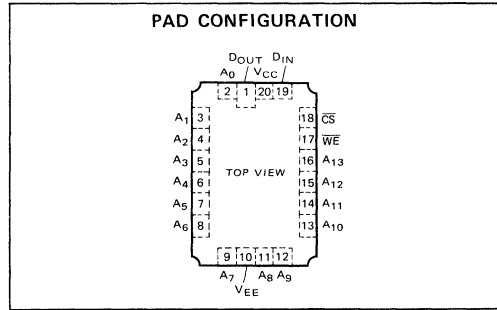 PAD CONFIGURATION
DOUT DIN
A0 VCC
2 1 20 19
A1 3 18 CS
A2 4 17 WE
A3 5 16 A13
A4 6 TOP VIEW 15 A12
A5 7 14 A11
A6 8 13 A10
9 10 11 12
A7 A8 A9
VEE